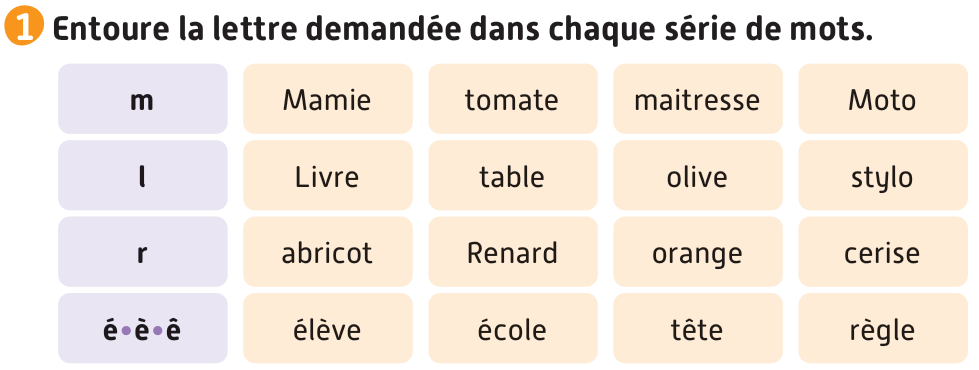 1 Entoure la lettre demandée dans chaque série de mots.
m Mamie tomate maitresse Moto
l Livre table olive stylo
r abricot Renard orange cerise
é•è•ê élève école tête règle